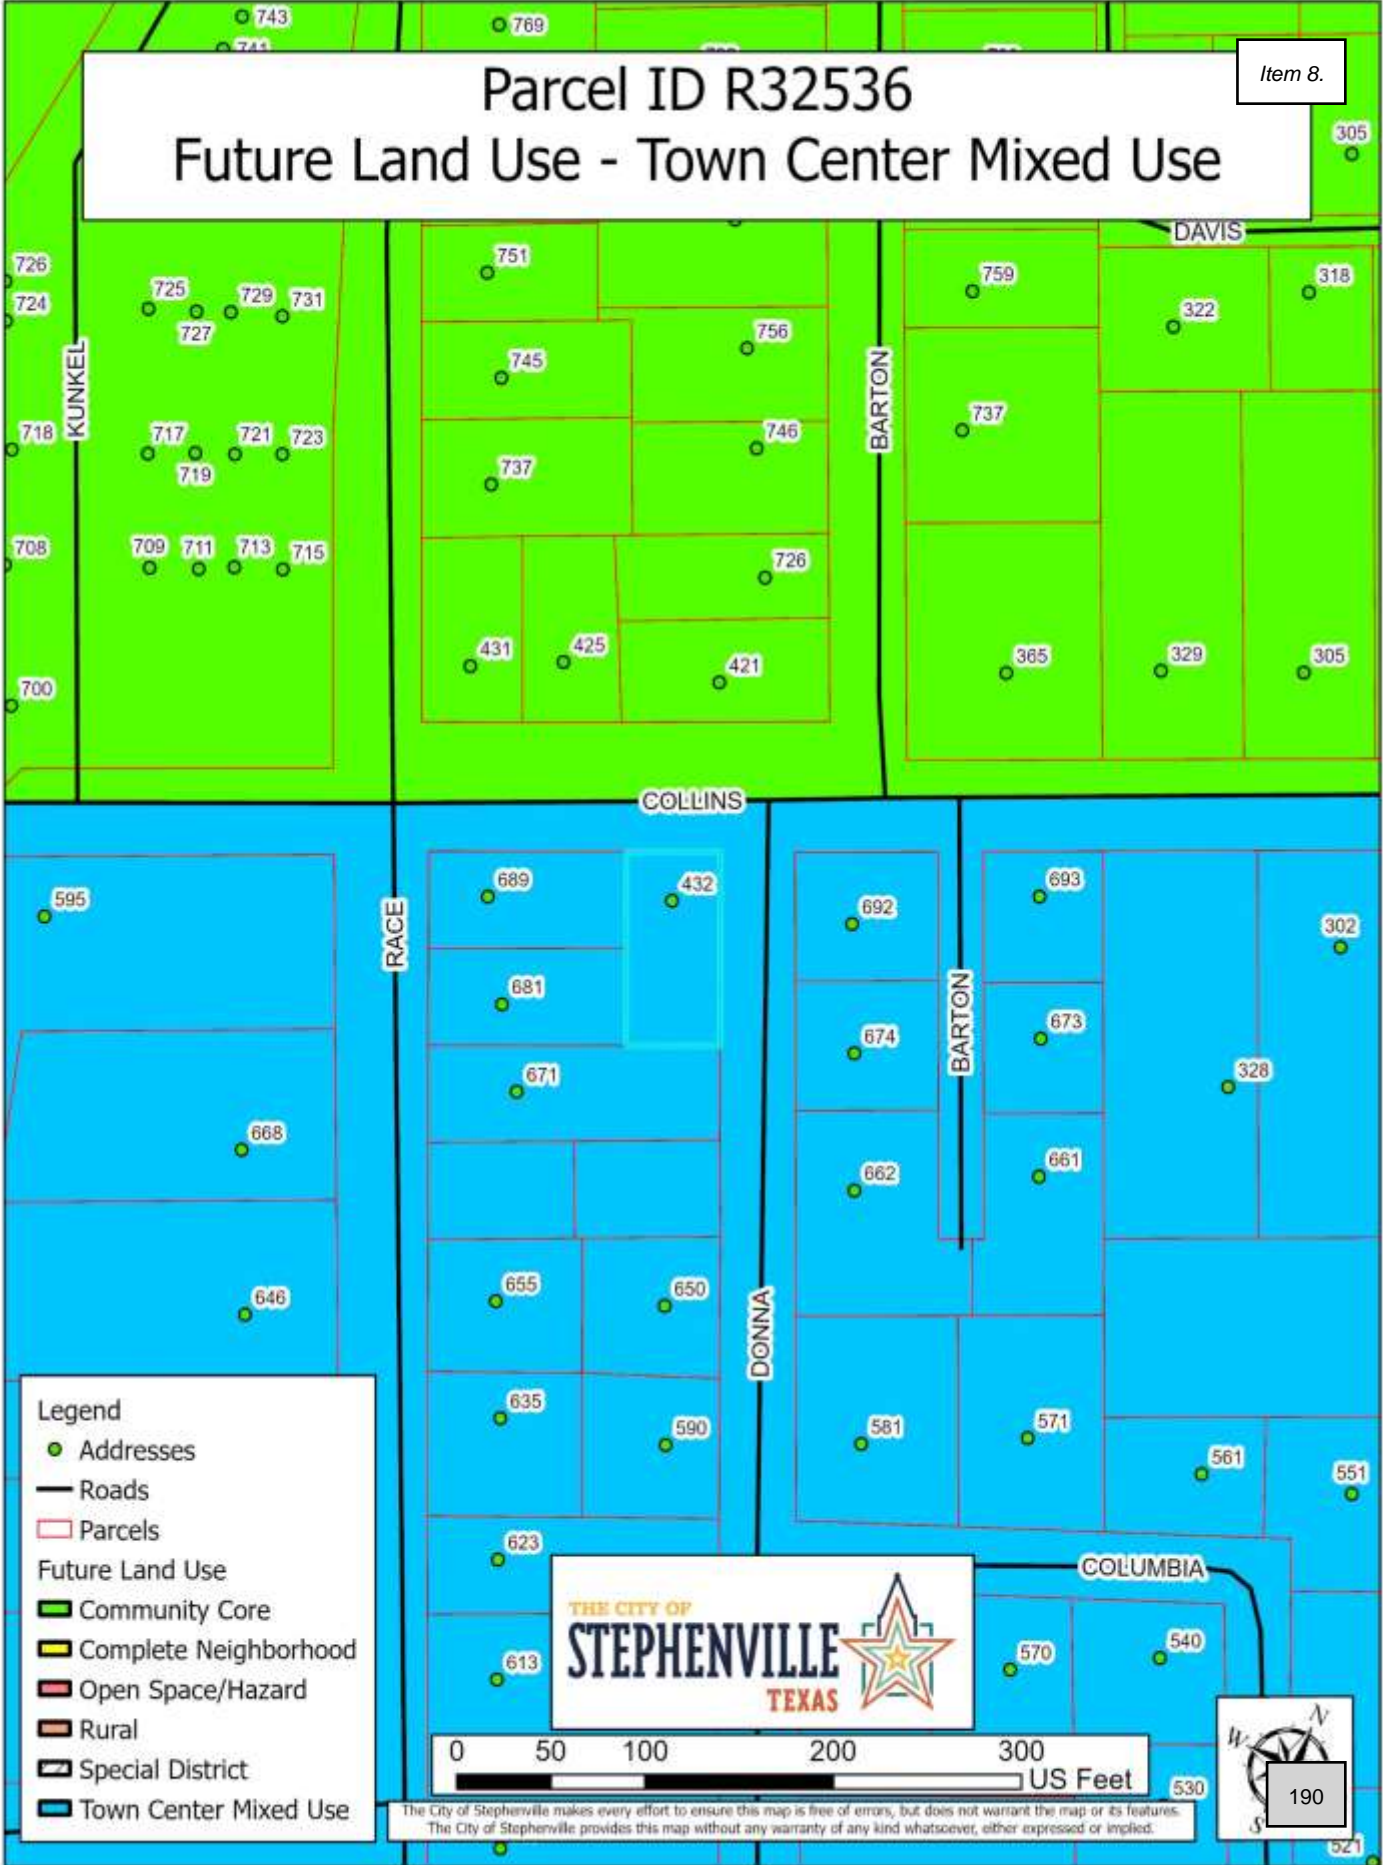 743
769
741
Item 8.
Parcel ID R32536
Future Land Use - Town Center Mixed Use
305
DAVIS
726
751
759
318
725
729
731
724
727
322
756
KUNKEL
745
BARTON
737
718
717
721
723
746
719
737
708
709
711
713
715
726
431
425
421
365
329
305
700
COLLINS
595
689
432
692
693
302
RACE
681
674
BARTON
673
671
328
668
662
661
646
655
650
DONNA
635
590
581
571
561
551
623
COLUMBIA
613
570
540
530
521
Legend
Addresses
Roads
Parcels
Future Land Use
Community Core
Complete Neighborhood
Open Space/Hazard
Rural
Special District
Town Center Mixed Use
THE CITY OF
STEPHENVILLE
TEXAS
0 50 100 200 300
US Feet
The City of Stephenville makes every effort to ensure this map is free of errors, but does not warrant the map or its features.
The City of Stephenville provides this map without any warranty of any kind whatsoever, either expressed or implied.
N
W
S
190